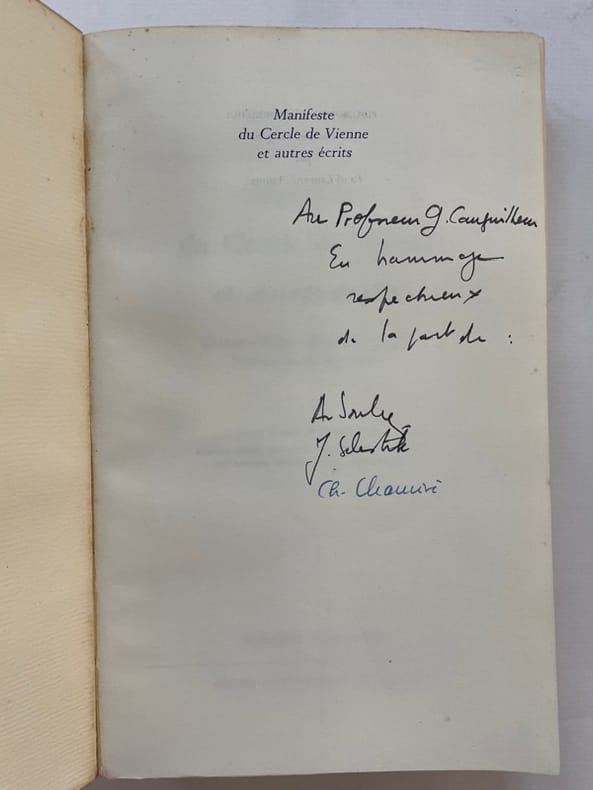 Manifeste
du Cercle de Vienne
et autres écrits
Au Professeur G. Canguilhem
En hommage
respectueux
de la part de :
A. Soulez
J. Sebestik
Ch. Chauviré